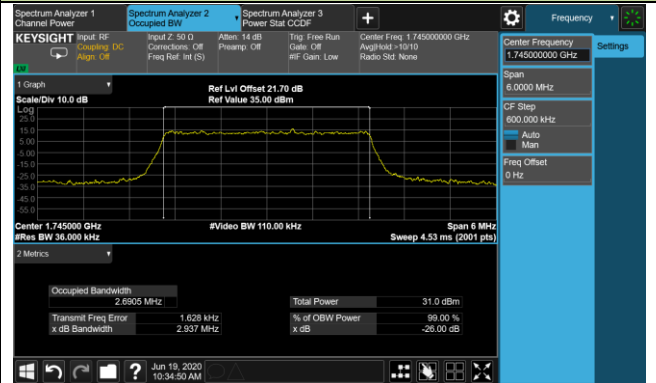 Spectrum Analyzer 1
Channel Power
Spectrum Analyzer 2
Occupied BW
Spectrum Analyzer 3
Power Stat CCDF
Frequency
KEYSIGHT
Input: RF
Coupling: DC
Align: Off
Input Z: 50 Ω
Corrections: Off
Freq Ref: Int (S)
Atten: 14 dB
Preamp: Off
Trig: Free Run
Gate: Off
#IF Gain: Low
Center Freq: 1.745000000 GHz
Avg|Hold:>10/10
Radio Std: None
Center Frequency
1.745000000 GHz
Settings
Span
6.0000 MHz
CF Step
600.000 kHz
Auto
Man
Freq Offset
0 Hz
1 Graph
Scale/Div 10.0 dB
Ref Lvl Offset 21.70 dB
Ref Value 35.00 dBm
Log
25.0
15.0
5.00
-5.00
-15.0
-25.0
-35.0
-45.0
-55.0
Center 1.745000 GHz
#Res BW 36.000 kHz
#Video BW 110.00 kHz
Span 6 MHz
Sweep 4.53 ms (2001 pts)
2 Metrics
Occupied Bandwidth
2.6905 MHz
Total Power 31.0 dBm
Transmit Freq Error 1.628 kHz
% of OBW Power 99.00 %
x dB Bandwidth 2.937 MHz
x dB -26.00 dB
Jun 19, 2020
10:34:50 AM